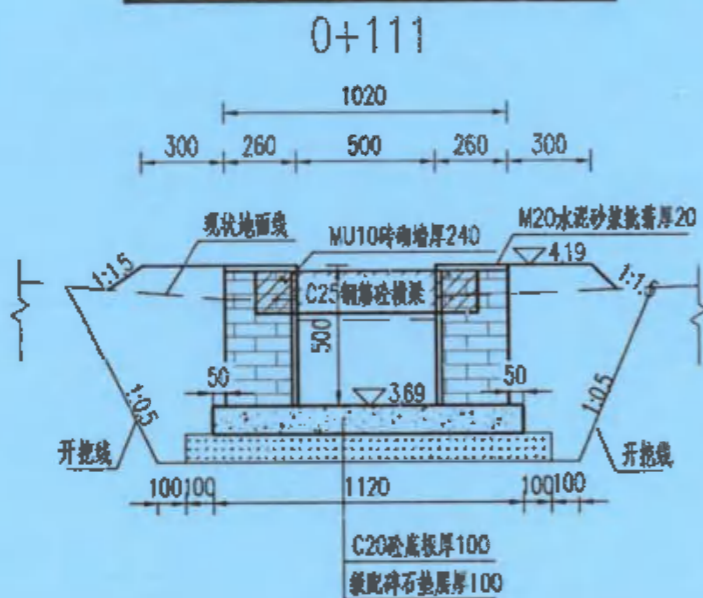 0+111
1020
300 260 500 260 300
现状地面线
MU10砖砌墙厚240
M20水泥砂浆批荡厚20
4.19
1:1.5
1:1.5
C25钢筋砼横梁
500
50
50
3.69
1:0.5
1:0.5
开挖线
开挖线
100 100 1120 100 100
C20砼底板厚100
级配碎石垫层厚100